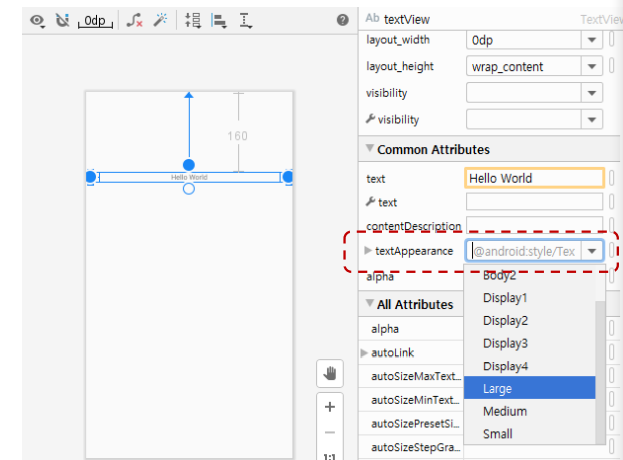 0dp
Ab textView TextView
layout_width 0dp
layout_height wrap_content
visibility
visibility
Common Attributes
text Hello World
text
contentDescription
textAppearance @android:style/Tex
alpha
Body2
Display1
Display2
Display3
Display4
Large
Medium
Small
All Attributes
alpha
autoLink
autoSizeMaxText...
autoSizeMinText...
autoSizePresetSi...
autoSizeStepGra...
160
Hello World
1:1